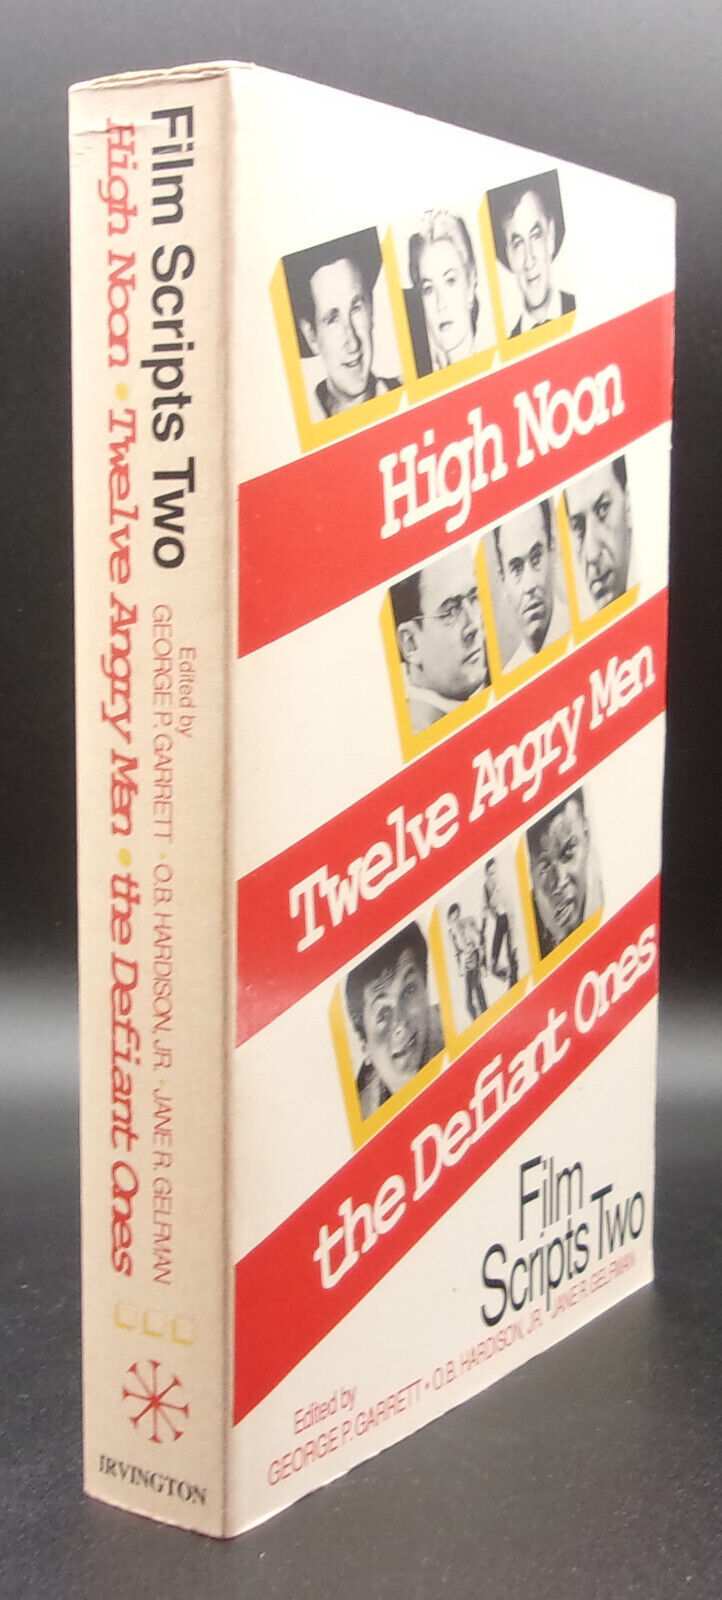 Film Scripts Two
High Noon • Twelve Angry Men • the Defiant Ones
Edited by
GEORGE P. GARRETT • O.B. HARDISON, JR. • JANE R. GELFMAN
IRVINGTON
High Noon
Twelve Angry Men
the Defiant Ones
Film
Scripts Two
Edited by
GEORGE P. GARRETT • O.B. HARDISON, JR. • JANE R. GELFMAN